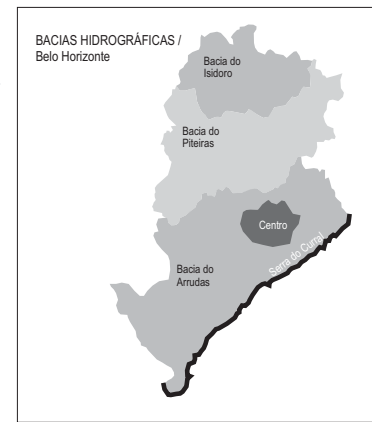 BACIAS HIDROGRÁFICAS /
Belo Horizonte
Bacia do
Isidoro
Bacia do
Piteiras
Centro
Serra do Curral
Bacia do
Arrudas